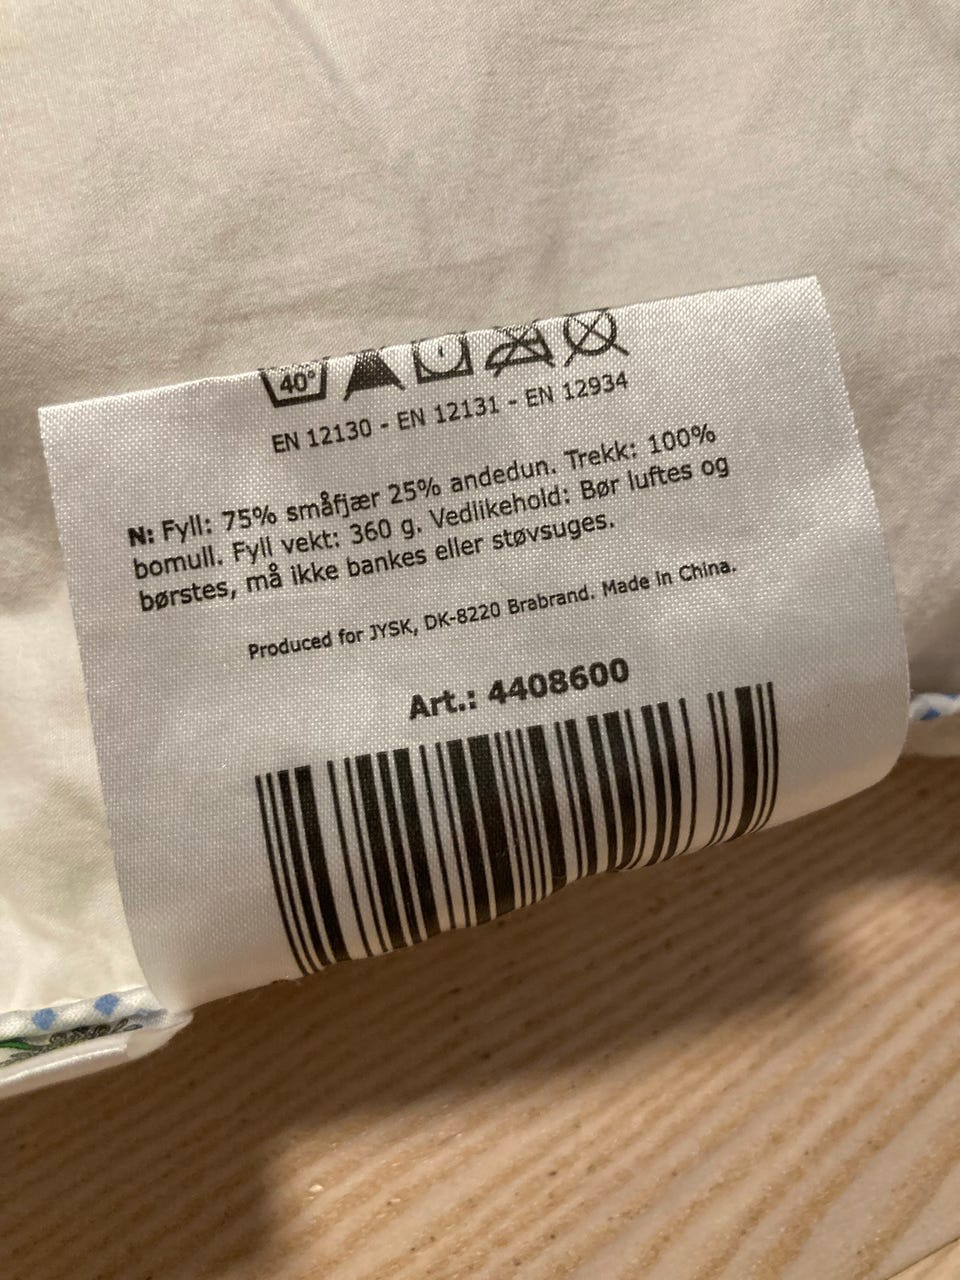 40°
EN 12130 - EN 12131 - EN 12934
N: Fyll: 75% småfjær 25% andedun. Trekk: 100%
bomull. Fyll vekt: 360 g. Vedlikehold: Bør luftes og
børstes, må ikke bankes eller støvsuges.
Produced for JYSK, DK-8220 Brabrand. Made in China.
Art.: 4408600